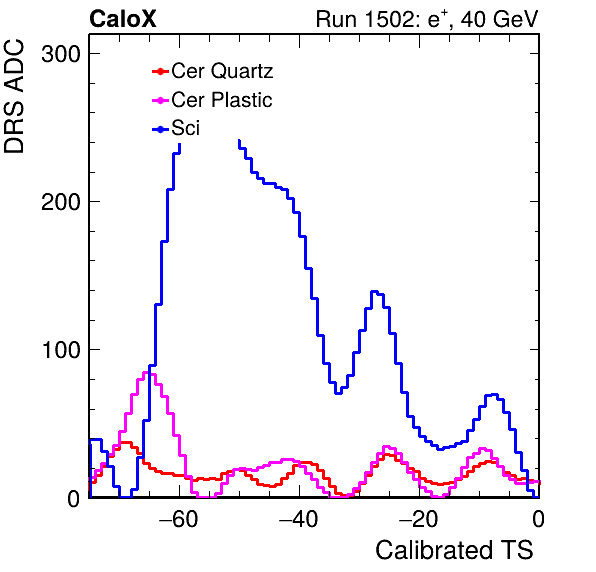 CaloX Run 1502: e⁺, 40 GeV
DRS ADC
300
200
100
0
Cer Quartz
Cer Plastic
Sci
−60 −40 −20 0
Calibrated TS